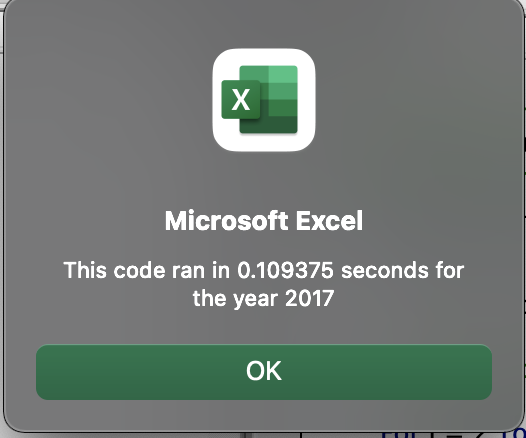 X
Microsoft Excel
This code ran in 0.109375 seconds for
the year 2017
OK